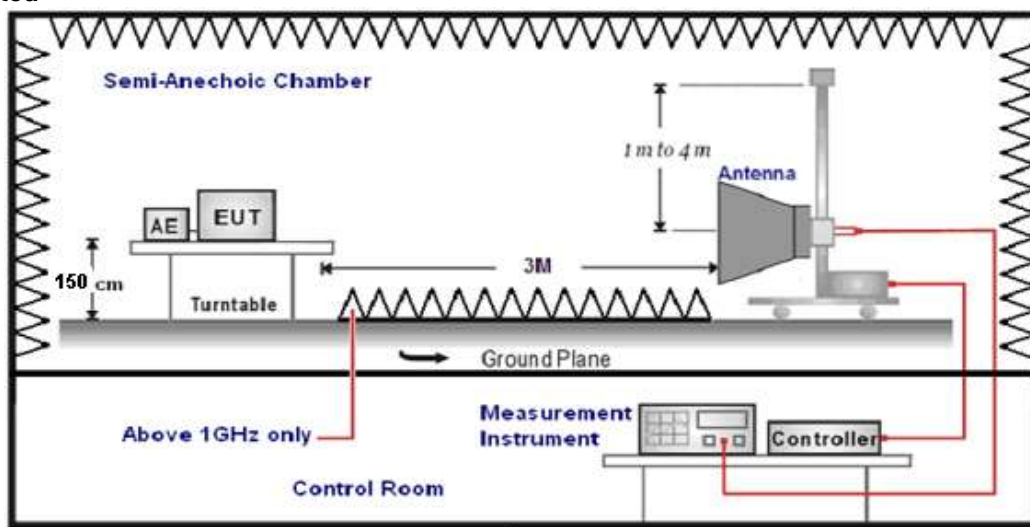 Semi-Anechoic Chamber
1 m to 4 m
Antenna
AE
EUT
3M
150 cm
Turntable
Ground Plane
Above 1GHz only
Measurement
Instrument
Controller
Control Room